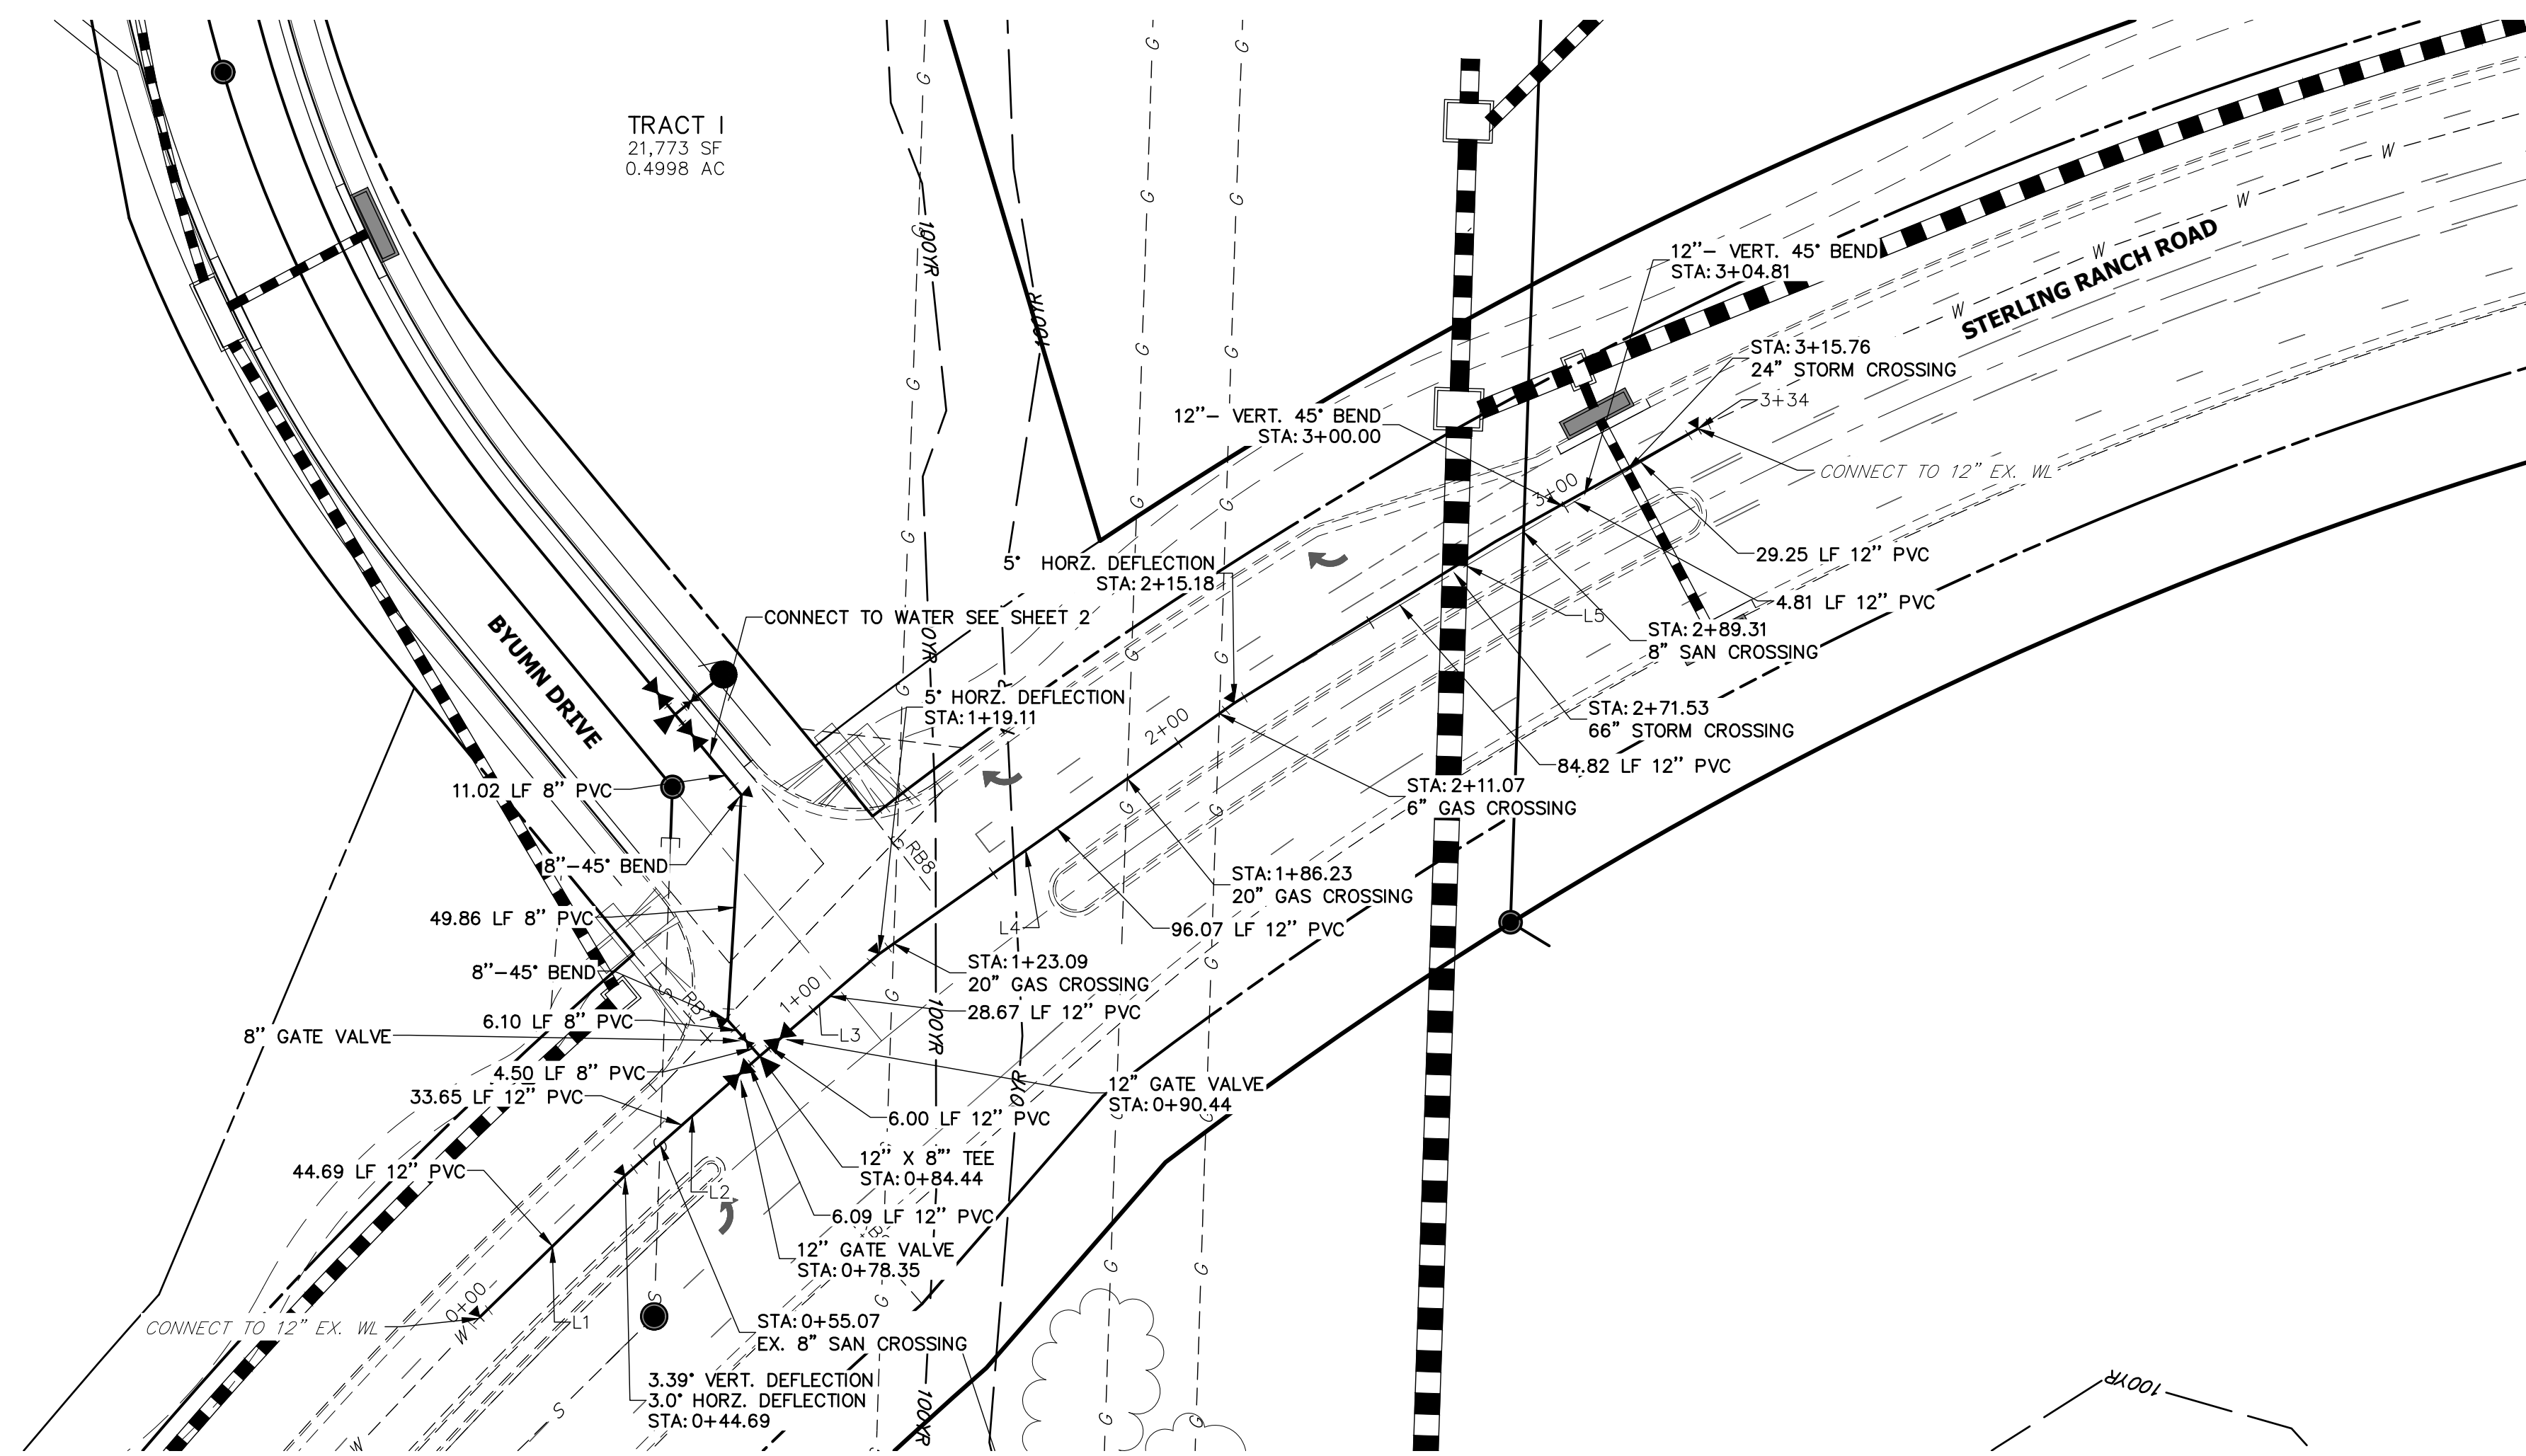 TRACT I
21,773 SF
0.4998 AC
G
G
G
100YR
100YR
G
G
G
G
G
G
G
12"- VERT. 45° BEND
STA: 3+04.81
STERLING RANCH ROAD
W
W
W
W
STA: 3+15.76
24" STORM CROSSING
3+34
12"- VERT. 45° BEND
STA: 3+00.00
CONNECT TO 12" EX. WL
3+00
G
G
G
5° HORZ. DEFLECTION
STA: 2+15.18
29.25 LF 12" PVC
4.81 LF 12" PVC
L5
STA: 2+89.31
8" SAN CROSSING
CONNECT TO WATER SEE SHEET 2
BYUMN DRIVE
G
G
G
5° HORZ. DEFLECTION
STA: 1+19.11
2+00
STA: 2+71.53
66" STORM CROSSING
84.82 LF 12" PVC
11.02 LF 8" PVC
STA: 2+11.07
6" GAS CROSSING
G
G
RB8
8"-45° BEND
STA: 1+86.23
20" GAS CROSSING
49.86 LF 8" PVC
L4
96.07 LF 12" PVC
8"-45° BEND
STA: 1+23.09
20" GAS CROSSING
G
G
1+00
S
RB
6.10 LF 8" PVC
28.67 LF 12" PVC
100YR
8" GATE VALVE
L3
4.50 LF 8" PVC
33.65 LF 12" PVC
12" GATE VALVE
STA: 0+90.44
6.00 LF 12" PVC
12" X 8"' TEE
STA: 0+84.44
44.69 LF 12" PVC
L2
6.09 LF 12" PVC
12" GATE VALVE
STA: 0+78.35
G
G
G
0+00
W
S
CONNECT TO 12" EX. WL
L1
STA: 0+55.07
EX. 8" SAN CROSSING
3.39° VERT. DEFLECTION
3.0° HORZ. DEFLECTION
STA: 0+44.69
100YR
100YR
S
W
G
G